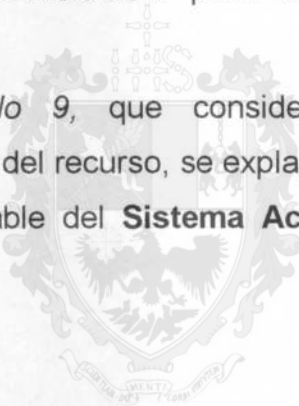 lo 9, que conside
del recurso, se expla
able del Sistema Ac